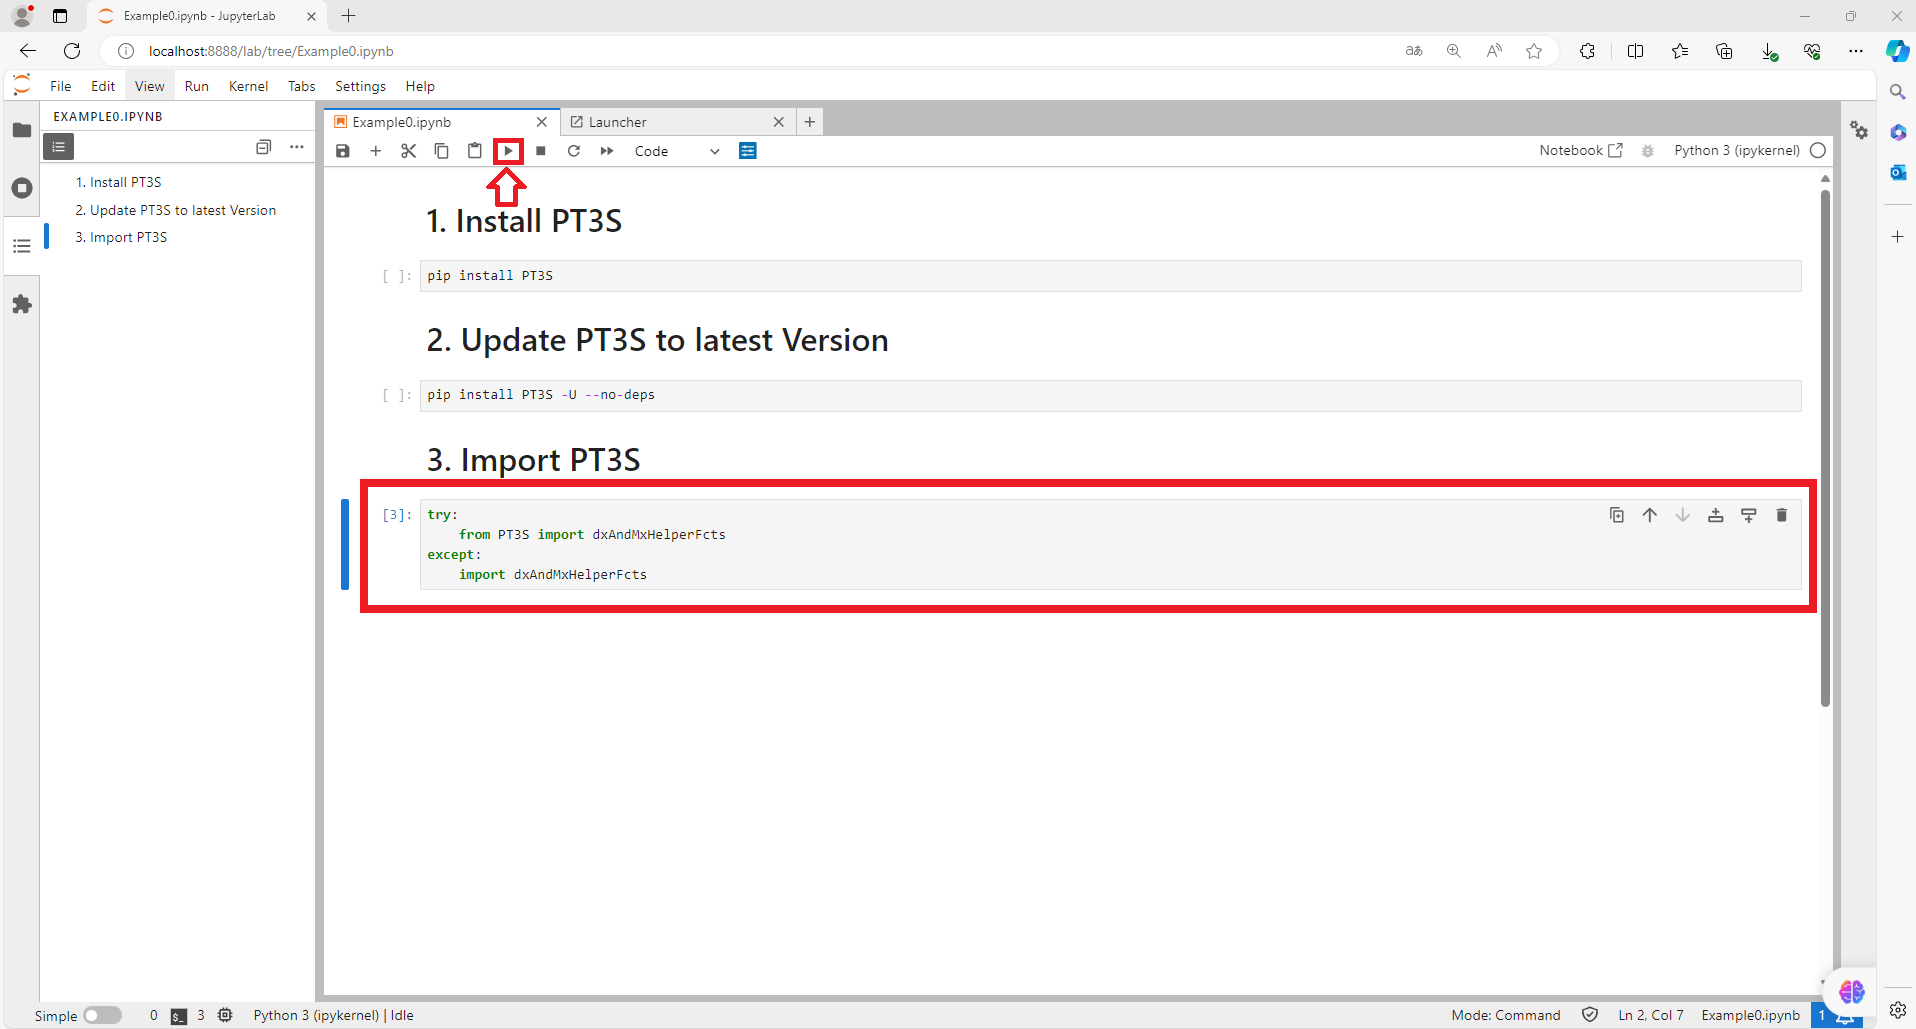 Example0.ipynb - JupyterLab
localhost:8888/lab/tree/Example0.ipynb
aあ
File Edit View Run Kernel Tabs Settings Help
EXAMPLE0.IPYNB
1. Install PT3S
2. Update PT3S to latest Version
3. Import PT3S
Example0.ipynb
Launcher
Code
Notebook
Python 3 (ipykernel)
1. Install PT3S
[ ]: pip install PT3S
2. Update PT3S to latest Version
[ ]: pip install PT3S -U --no-deps
3. Import PT3S
[3]: try:
from PT3S import dxAndMxHelperFcts
except:
import dxAndMxHelperFcts
Simple 0 3 Python 3 (ipykernel) | Idle
Mode: Command Ln 2, Col 7 Example0.ipynb 1